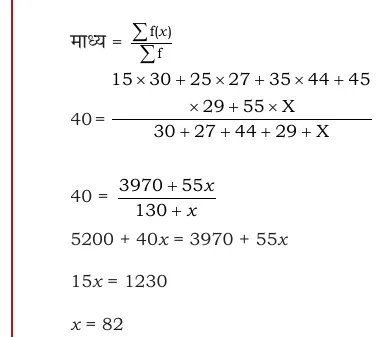 माध्य = ∑f(x) / ∑f
40 = 15 × 30 + 25 × 27 + 35 × 44 + 45
× 29 + 55 × X / 30 + 27 + 44 + 29 + X
40 = 3970 + 55x / 130 + x
5200 + 40x = 3970 + 55x
15x = 1230
x = 82